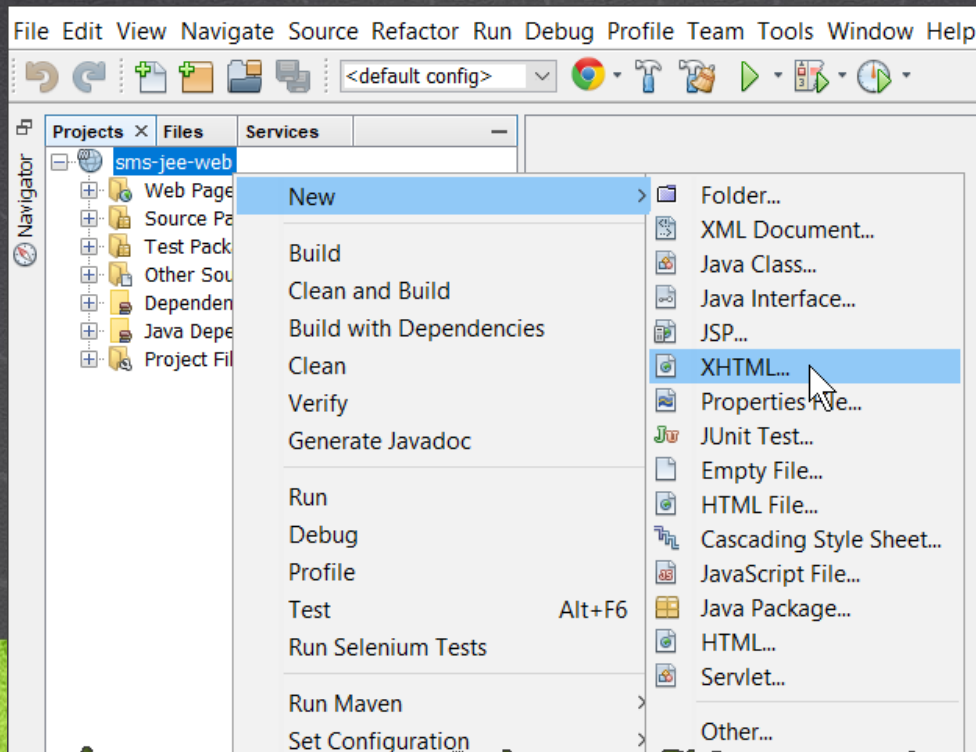 File Edit View Navigate Source Refactor Run Debug Profile Team Tools Window Help
<default config>
Projects Files Services
Navigator
sms-jee-web
Web Page
Source Pa
Test Pack
Other Sou
Dependen
Java Depe
Project Fil
New
Build
Clean and Build
Build with Dependencies
Clean
Verify
Generate Javadoc
Run
Debug
Profile
Test Alt+F6
Run Selenium Tests
Run Maven
Set Configuration
Folder...
XML Document...
Java Class...
Java Interface...
JSP...
XHTML...
Properties File...
JUnit Test...
Empty File...
HTML File...
Cascading Style Sheet...
JavaScript File...
Java Package...
HTML...
Servlet...
Other...